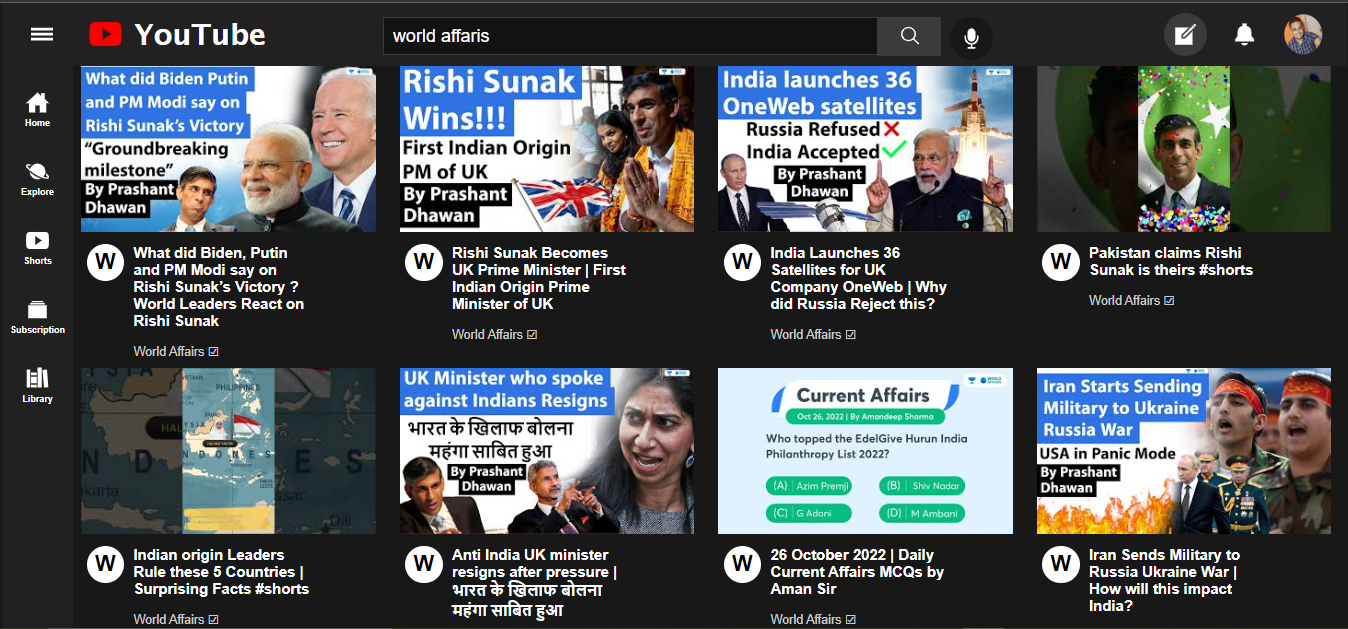 YouTube
world affaris
Home
Explore
Shorts
Subscription
Library
What did Biden Putin
and PM Modi say on
Rishi Sunak's Victory
“Groundbreaking
milestone”
By Prashant
Dhawan
W
What did Biden, Putin
and PM Modi say on
Rishi Sunak’s Victory ?
World Leaders React on
Rishi Sunak
World Affairs
Rishi Sunak
Wins!!!
First Indian Origin
PM of UK
By Prashant
Dhawan
W
Rishi Sunak Becomes
UK Prime Minister | First
Indian Origin Prime
Minister of UK
World Affairs
India launches 36
OneWeb satellites
Russia Refused
India Accepted
By Prashant
Dhawan
W
India Launches 36
Satellites for UK
Company OneWeb | Why
did Russia Reject this?
World Affairs
W
Pakistan claims Rishi
Sunak is theirs #shorts
World Affairs
PHILIPPINES
W
Indian origin Leaders
Rule these 5 Countries |
Surprising Facts #shorts
World Affairs
UK Minister who spoke
against Indians Resigns
भारत के खिलाफ बोलना
महंगा साबित हुआ
By Prashant
Dhawan
W
Anti India UK minister
resigns after pressure |
भारत के खिलाफ बोलना
महंगा साबित हुआ
Current Affairs
Oct 26, 2022 | By Amandeep Sharma
Who topped the EdelGive Hurun India
Philanthropy List 2022?
(A) | Azim Premji
(B) | Shiv Nadar
(C) | G Adani
(D) | M Ambani
W
26 October 2022 | Daily
Current Affairs MCQs by
Aman Sir
World Affairs
Iran Starts Sending
Military to Ukraine
Russia War
USA in Panic Mode
By Prashant
Dhawan
W
Iran Sends Military to
Russia Ukraine War |
How will this impact
India?